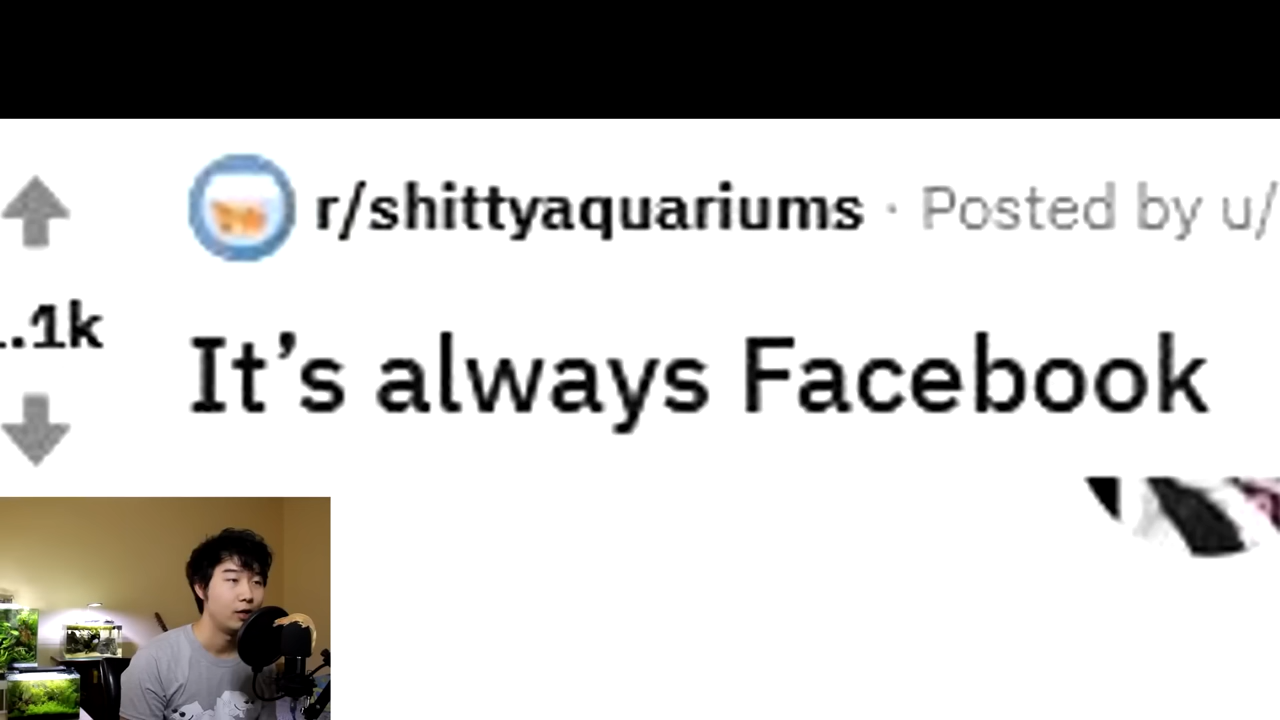 r/shittyaquariums · Posted by u/
.1k
It’s always Facebook